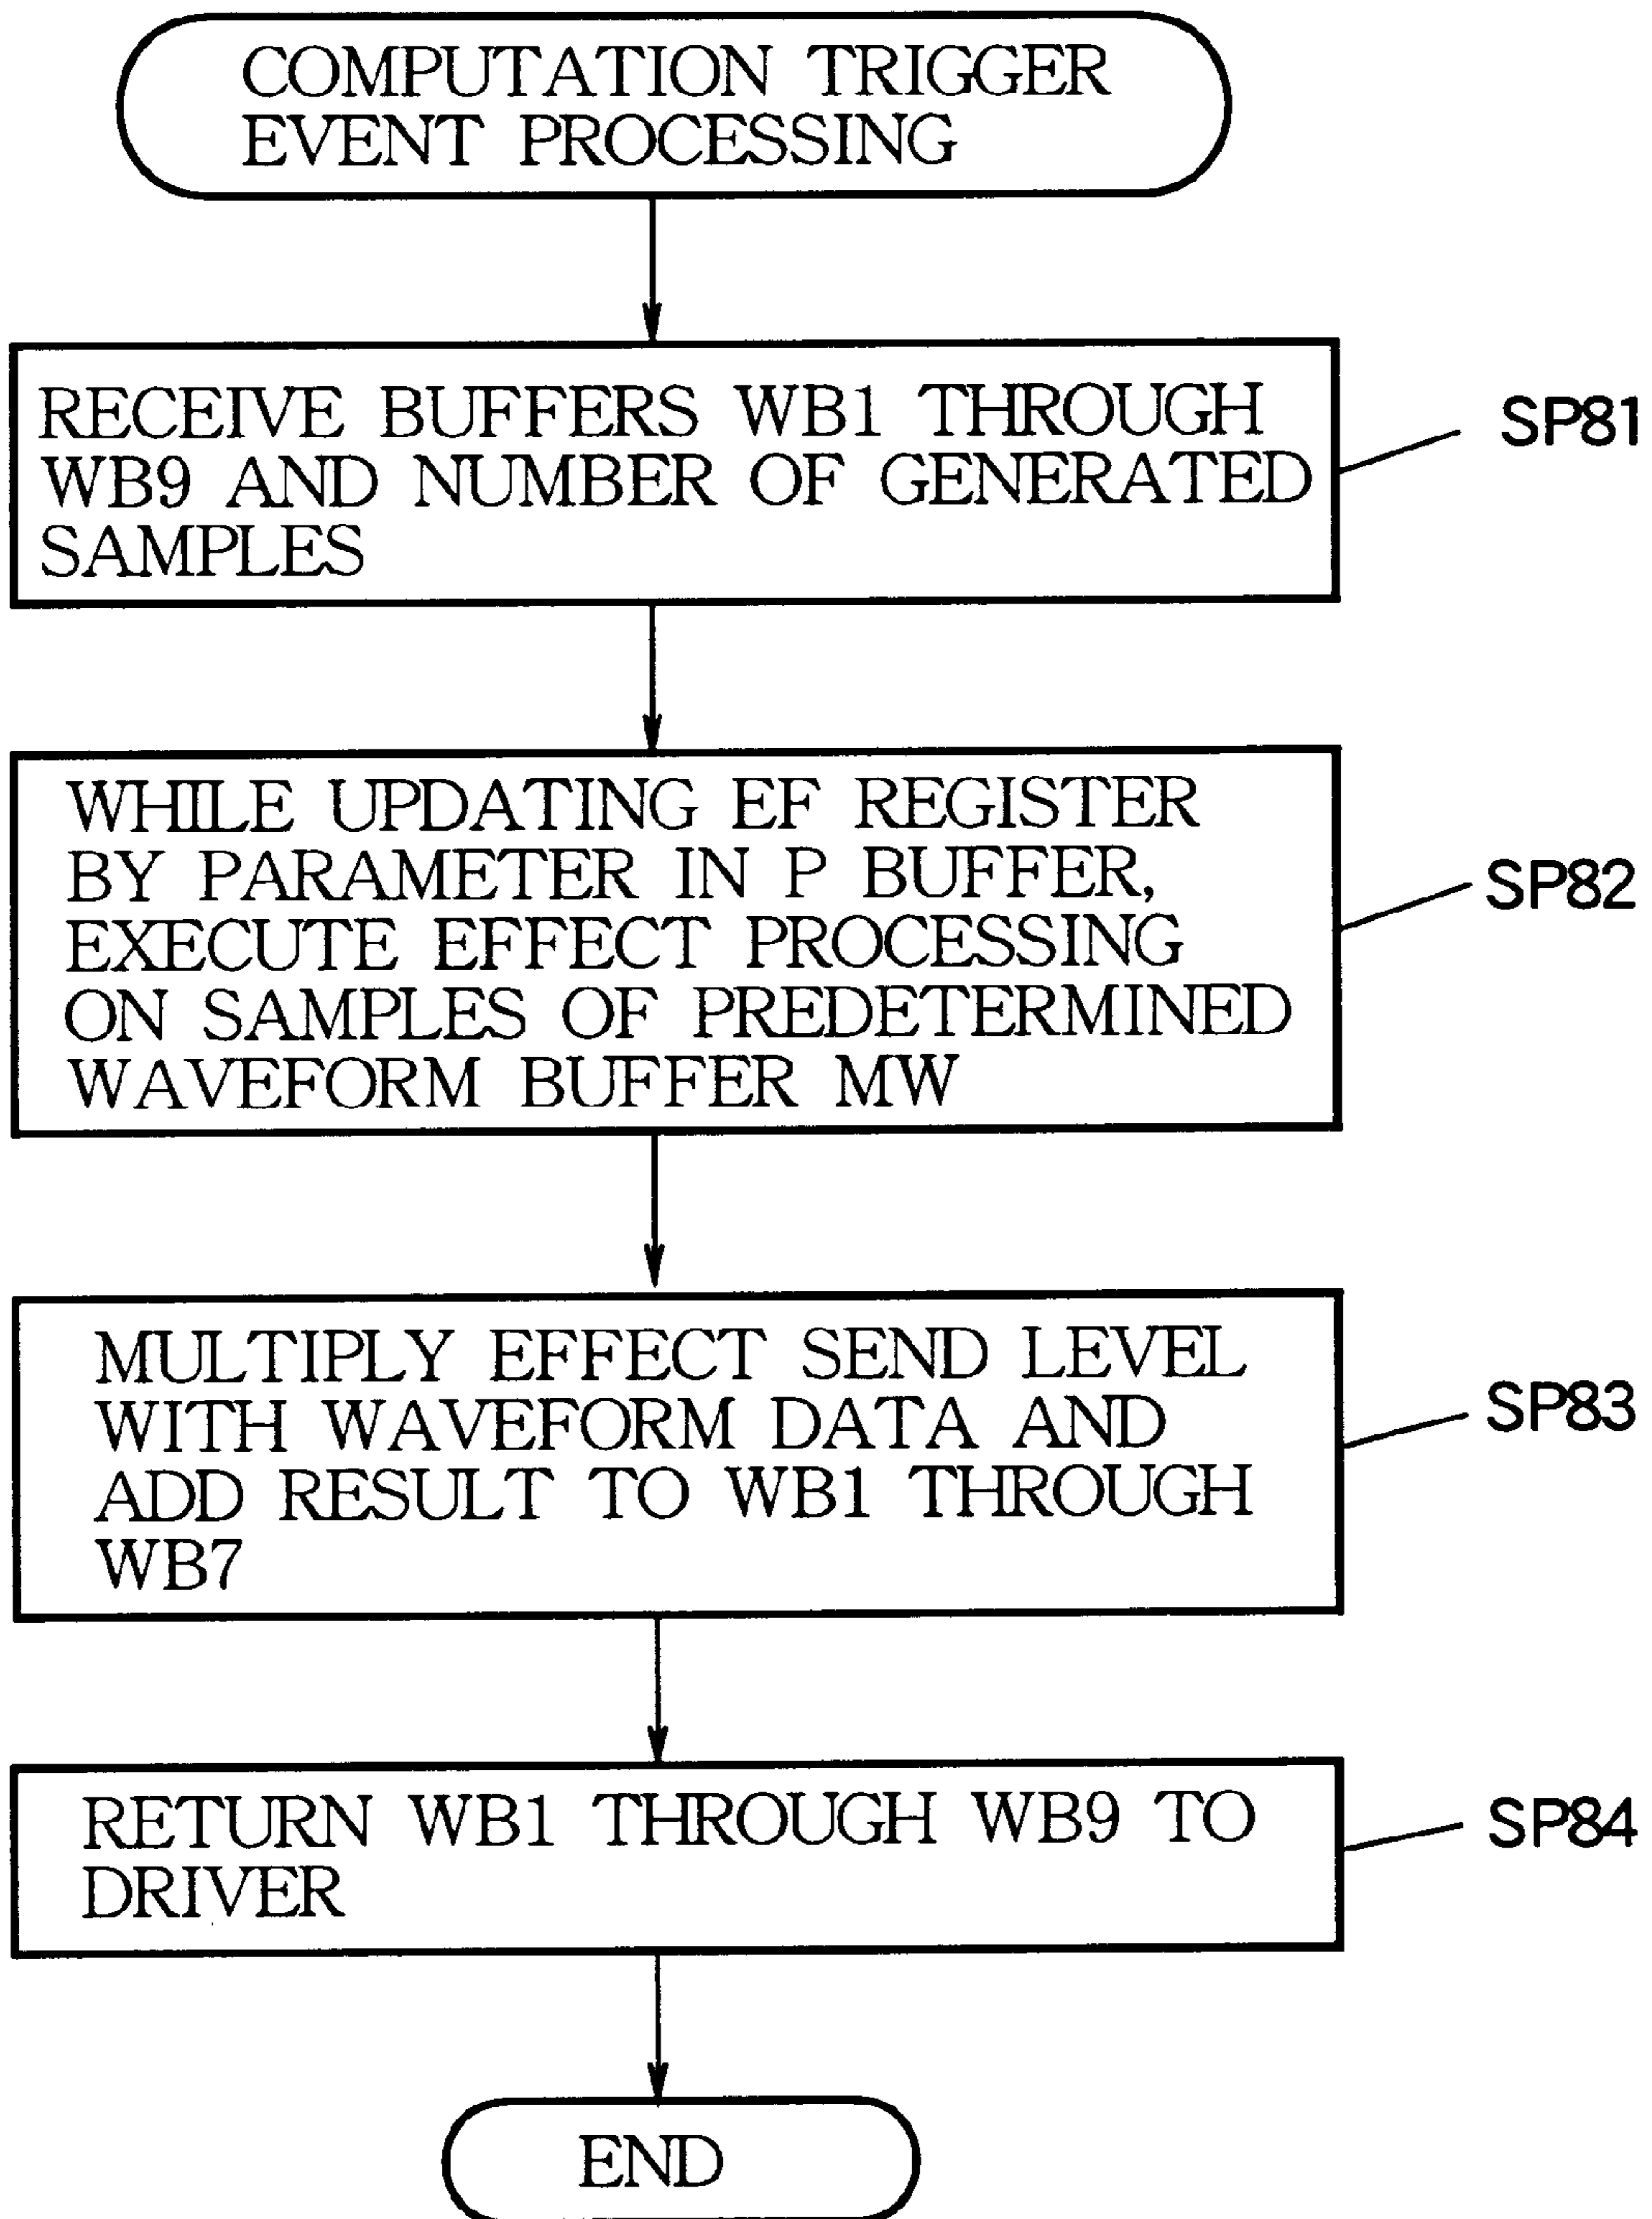 COMPUTATION TRIGGER
EVENT PROCESSING
RECEIVE BUFFERS WB1 THROUGH
WB9 AND NUMBER OF GENERATED
SAMPLES
SP81
WHILE UPDATING EF REGISTER
BY PARAMETER IN P BUFFER,
EXECUTE EFFECT PROCESSING
ON SAMPLES OF PREDETERMINED
WAVEFORM BUFFER MW
SP82
MULTIPLY EFFECT SEND LEVEL
WITH WAVEFORM DATA AND
ADD RESULT TO WB1 THROUGH
WB7
SP83
RETURN WB1 THROUGH WB9 TO
DRIVER
SP84
END